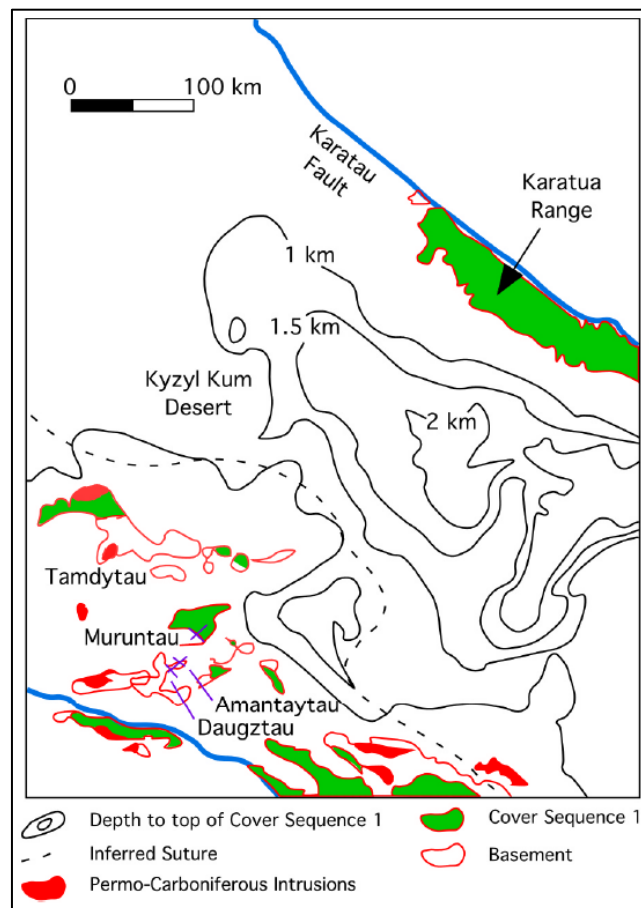 0 100 km
Karatau
Fault
Karatua
Range
1 km
1.5 km
Kyzyl Kum
Desert
2 km
Tamdytau
Muruntau
Amantaytau
Daugztau
Depth to top of Cover Sequence 1
Cover Sequence 1
Inferred Suture
Basement
Permo-Carboniferous Intrusions